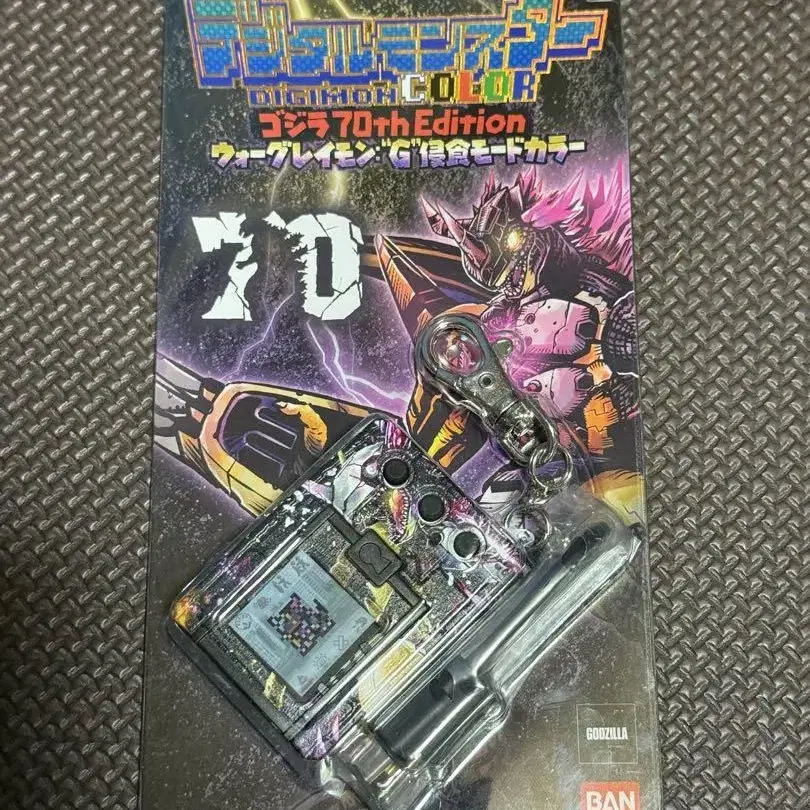 デジタルモンスター
DIGIMON COLOR
ゴジラ 70th Edition
ウォーグレイモン:"G"侵食モードカラー
70
GODZILLA
BAN